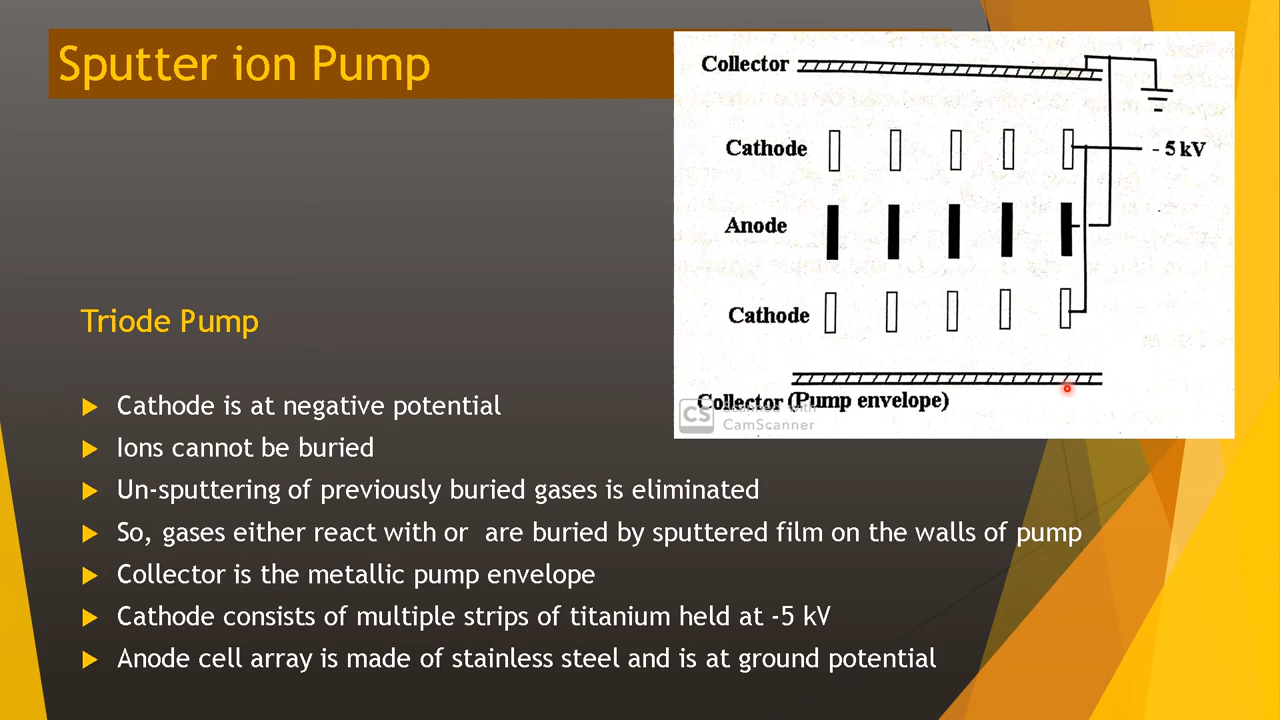 Sputter ion Pump
Collector
Cathode
- 5 kV
Anode
Cathode
Collector (Pump envelope)
CS
Scanned with
CamScanner
Triode Pump
Cathode is at negative potential
Ions cannot be buried
Un-sputtering of previously buried gases is eliminated
So, gases either react with or are buried by sputtered film on the walls of pump
Collector is the metallic pump envelope
Cathode consists of multiple strips of titanium held at -5 kV
Anode cell array is made of stainless steel and is at ground potential